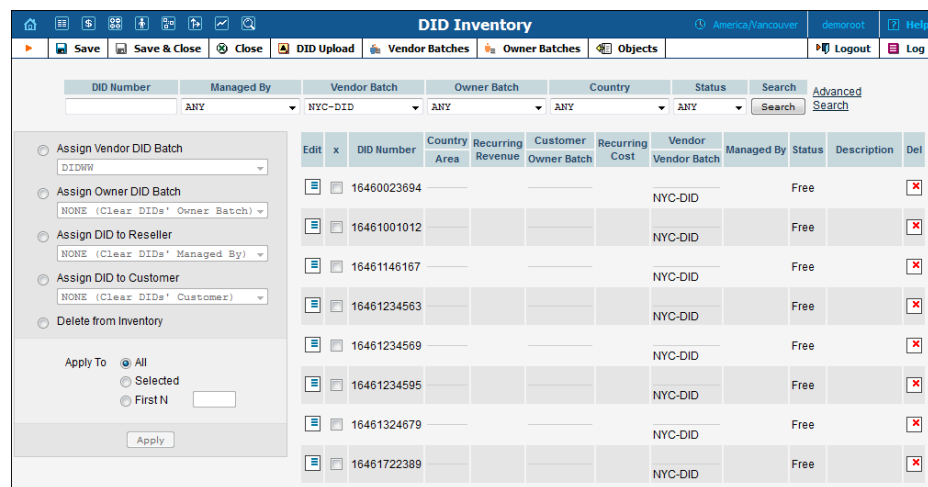 DID Inventory
America/Vancouver
demoroot
? Help
Save
Save & Close
Close
DID Upload
Vendor Batches
Owner Batches
Objects
Logout
Log
DID Number Managed By Vendor Batch Owner Batch Country Status Search
Advanced Search
ANY NYC-DID ANY ANY ANY Search
Assign Vendor DID Batch
DIDWW
Assign Owner DID Batch
NONE (Clear DIDs' Owner Batch)
Assign DID to Reseller
NONE (Clear DIDs' Managed By)
Assign DID to Customer
NONE (Clear DIDs' Customer)
Delete from Inventory
Apply To All
Selected
First N
Apply
Edit x DID Number Country Recurring Revenue Customer Recurring Cost Vendor Managed By Status Description Del
Area Owner Batch Vendor Batch
16460023694 NYC-DID Free
16461001012 NYC-DID Free
16461146167 NYC-DID Free
16461234563 NYC-DID Free
16461234569 NYC-DID Free
16461234595 NYC-DID Free
16461324679 NYC-DID Free
16461722389 NYC-DID Free